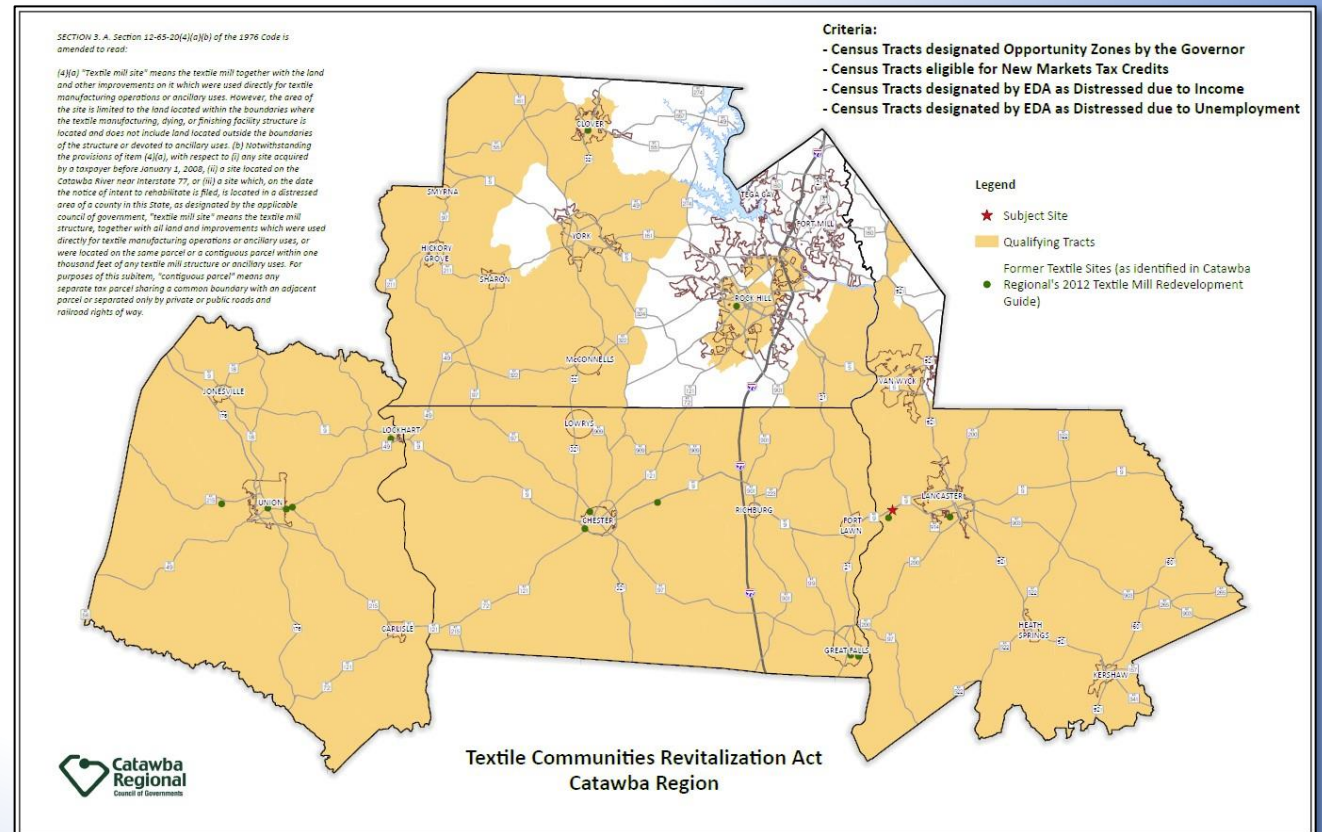 SECTION 3. A. Section 12-65-20(4)(a)(b) of the 1976 Code is
amended to read:
(4)(a) "Textile mill site" means the textile mill together with the land
and other improvements on it which were used directly for textile
manufacturing operations or ancillary uses. However, the area of
the site is limited to the land located within the boundaries where
the textile manufacturing, dying, or finishing facility structure is
located and does not include land located outside the boundaries
of the structure or devoted to ancillary uses. (b) Notwithstanding
the provisions of item (4)(a), with respect to (i) any site acquired
by a taxpayer before January 1, 2008, (ii) a site located on the
Catawba River near Interstate 77, or (iii) a site which, on the date
the notice of intent to rehabilitate is filed, is located in a distressed
area of a county in this State, as designated by the applicable
council of government, "textile mill site" means the textile mill
structure, together with all land and improvements which were used
directly for textile manufacturing operations or ancillary uses, or
were located on the same parcel or a contiguous parcel within one
thousand feet of any textile mill structure or ancillary uses. For
purposes of this subitem, "contiguous parcel" means any
separate tax parcel sharing a common boundary with an adjacent
parcel or separated only by private or public roads and
railroad rights of way.
Criteria:
- Census Tracts designated Opportunity Zones by the Governor
- Census Tracts eligible for New Markets Tax Credits
- Census Tracts designated by EDA as Distressed due to Income
- Census Tracts designated by EDA as Distressed due to Unemployment
Legend
Subject Site
Qualifying Tracts
Former Textile Sites (as identified in Catawba
Regional's 2012 Textile Mill Redevelopment
Guide)
CLOVER
SMYRNA
TEGA CAY
FORT MILL
YORK
HICKORY
GROVE
SHARON
ROCK HILL
McCONNELLS
VAN WYCK
JONESVILLE
LOCKHART
LOWRYS
UNION
CHESTER
RICHBURG
FORT
LAWN
LANCASTER
CARLISLE
GREAT FALLS
HEATH
SPRINGS
KERSHAW
Catawba
Regional
Council of Governments
Textile Communities Revitalization Act
Catawba Region